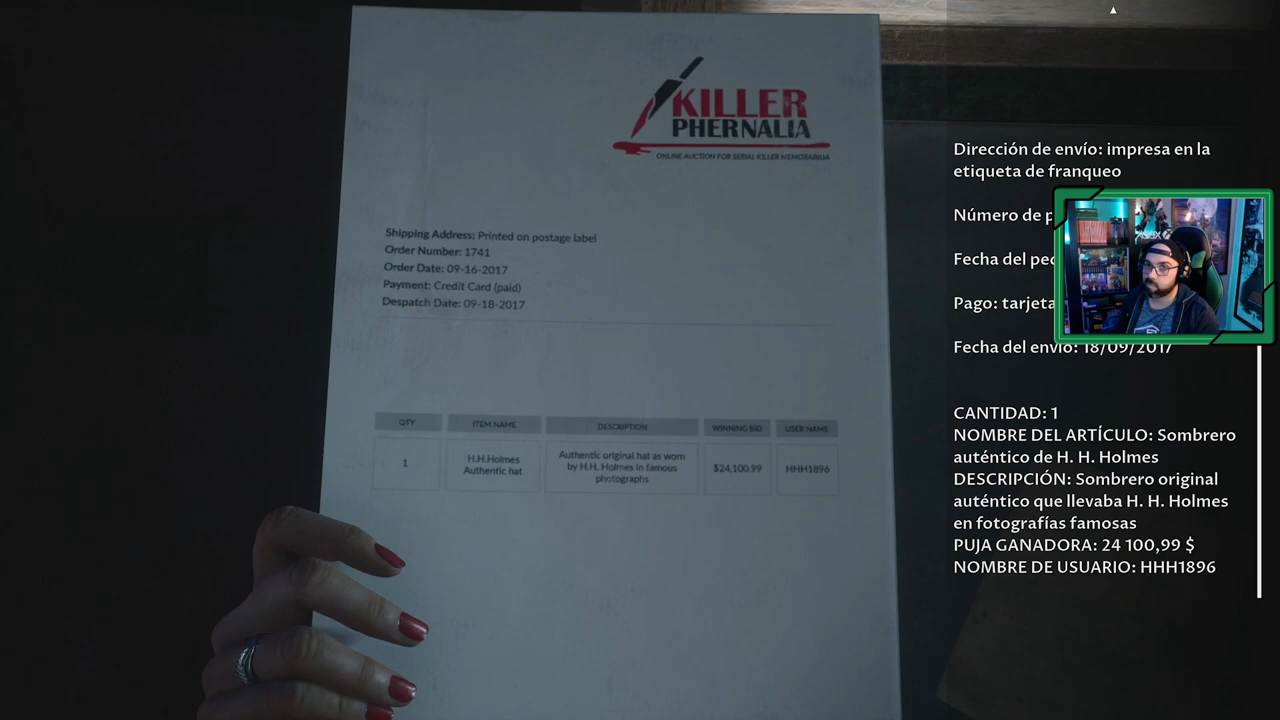 KILLER
PHERNALIA
ONLINE AUCTION FOR SERIAL KILLER MEMORABILIA
Shipping Address: Printed on postage label
Order Number: 1741
Order Date: 09-16-2017
Payment: Credit Card (paid)
Despatch Date: 09-18-2017
QTY ITEM NAME DESCRIPTION WINNING BID USER NAME
1 H.H.Holmes Authentic hat Authentic original hat as worn by H.H. Holmes in famous photographs $24,100.99 HHH1896
Dirección de envío: impresa en la
etiqueta de franqueo
Número de
Fecha del
Pago: tarjeta
Fecha del envío: 18/09/2017
CANTIDAD: 1
NOMBRE DEL ARTÍCULO: Sombrero
auténtico de H. H. Holmes
DESCRIPCIÓN: Sombrero original
auténtico que llevaba H. H. Holmes
en fotografías famosas
PUJA GANADORA: 24 100,99 $
NOMBRE DE USUARIO: HHH1896